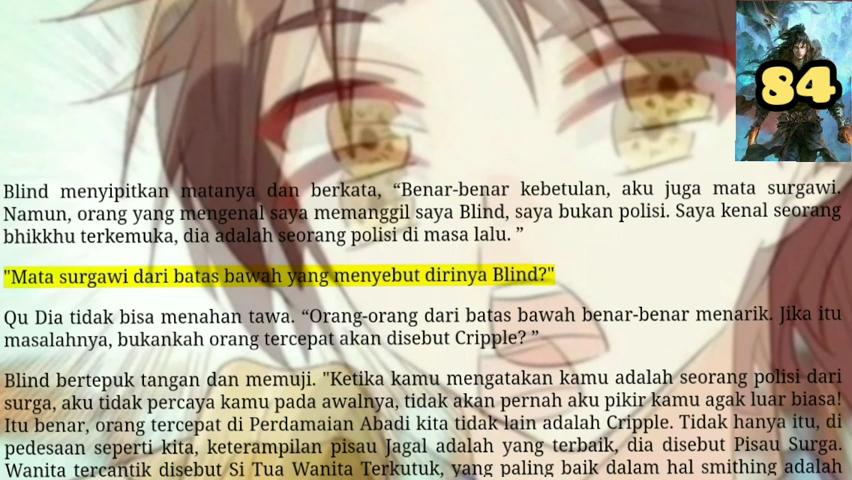 84
Blind menyipitkan matanya dan berkata, “Benar-benar kebetulan, aku juga mata surgawi.
Namun, orang yang mengenal saya memanggil saya Blind, saya bukan polisi. Saya kenal seorang
bhikkhu terkemuka, dia adalah seorang polisi di masa lalu. ”
"Mata surgawi dari batas bawah yang menyebut dirinya Blind?"
Qu Dia tidak bisa menahan tawa. “Orang-orang dari batas bawah benar-benar menarik. Jika itu
masalahnya, bukankah orang tercepat akan disebut Cripple? ”
Blind bertepuk tangan dan memuji. "Ketika kamu mengatakan kamu adalah seorang polisi dari
surga, aku tidak percaya kamu pada awalnya, tidak akan pernah aku pikir kamu agak luar biasa!
Itu benar, orang tercepat di Perdamaian Abadi kita tidak lain adalah Cripple. Tidak hanya itu, di
pedesaan seperti kita, keterampilan pisau Jagal adalah yang terbaik, dia disebut Pisau Surga.
Wanita tercantik disebut Si Tua Wanita Terkutuk, yang paling baik dalam hal smithing adalah